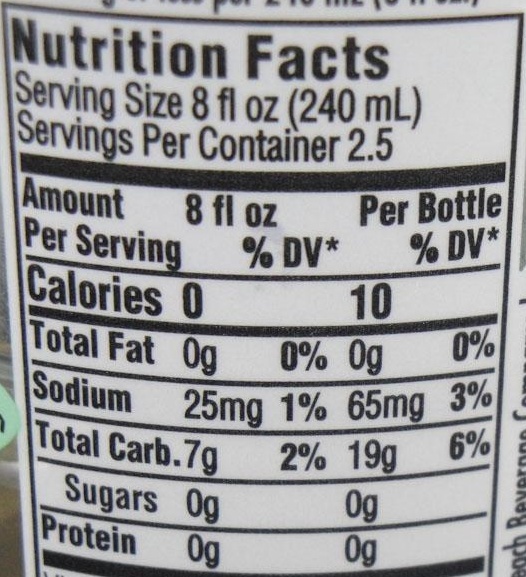 Nutrition Facts
Serving Size 8 fl oz (240 mL)
Servings Per Container 2.5
Amount 8 fl oz Per Bottle
Per Serving % DV* % DV*
Calories 0 10
Total Fat 0g 0% 0g 0%
Sodium 25mg 1% 65mg 3%
Total Carb. 7g 2% 19g 6%
Sugars 0g 0g
Protein 0g 0g